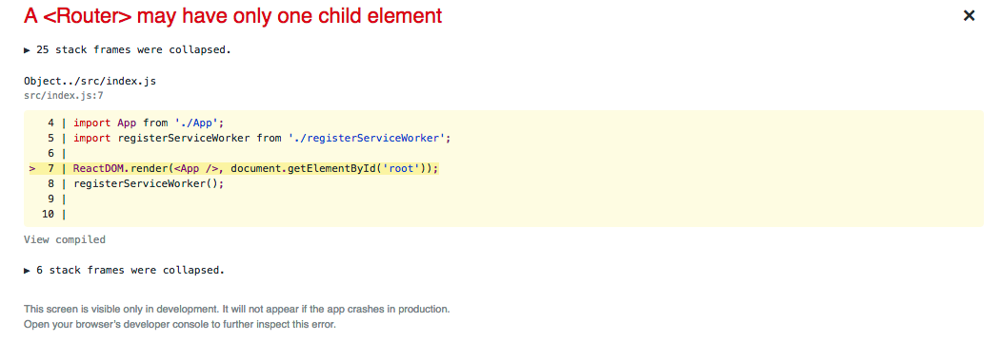 A <Router> may have only one child element ×
▶ 25 stack frames were collapsed.
Object../src/index.js
src/index.js:7
4 | import App from './App';
5 | import registerServiceWorker from './registerServiceWorker';
6 |
> 7 | ReactDOM.render(<App />, document.getElementById('root'));
8 | registerServiceWorker();
9 |
10 |
View compiled
▶ 6 stack frames were collapsed.
This screen is visible only in development. It will not appear if the app crashes in production.
Open your browser's developer console to further inspect this error.